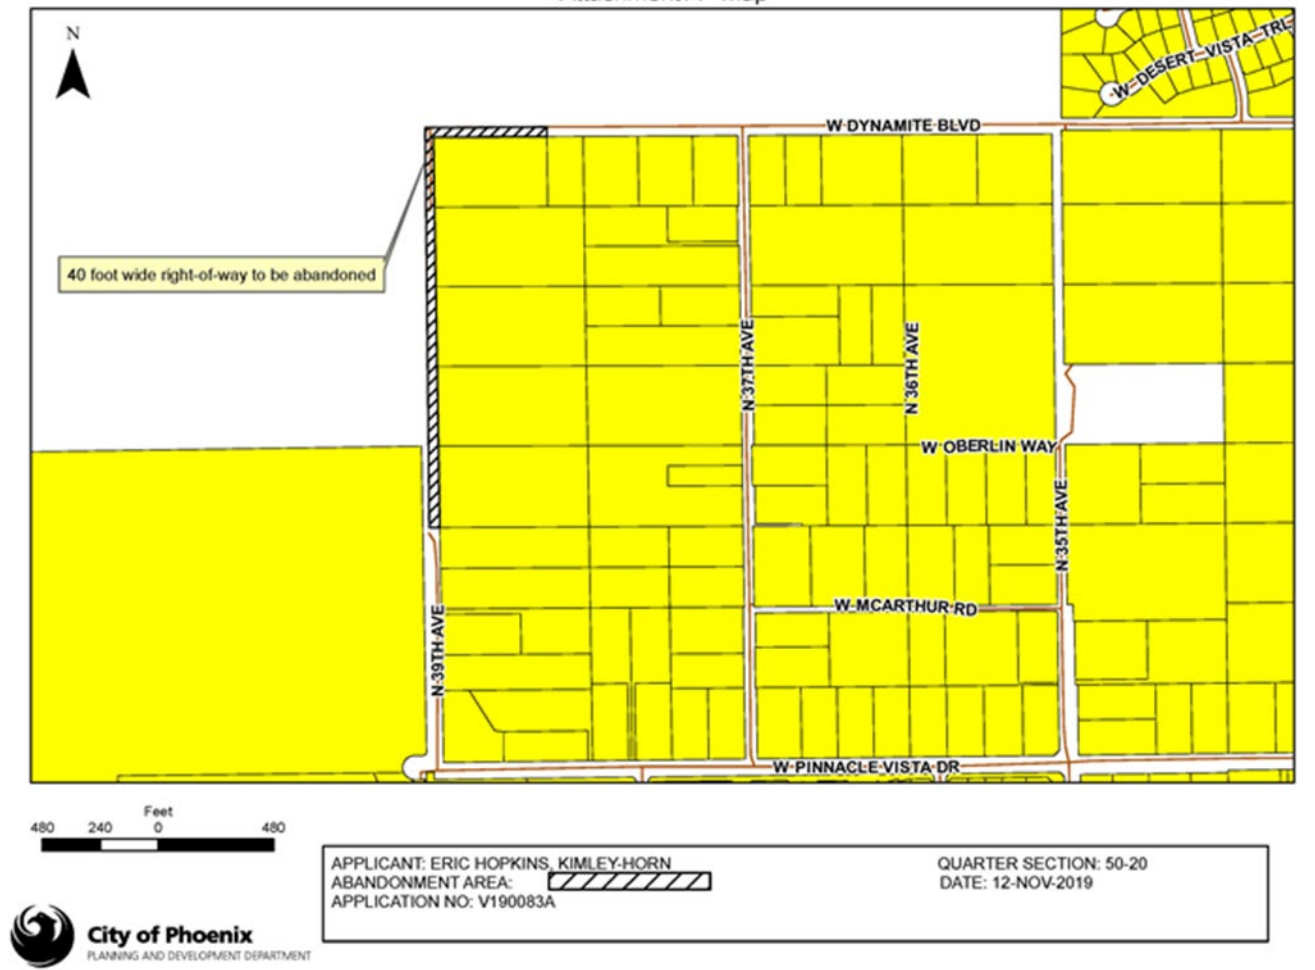 N
W DESERT VISTA TRL
W DYNAMITE BLVD
40 foot wide right-of-way to be abandoned
N 37TH AVE
N 36TH AVE
W OBERLIN WAY
N 35TH AVE
W MCARTHUR RD
N 39TH AVE
W PINNACLE VISTA DR
Feet
480 240 0 480
APPLICANT: ERIC HOPKINS, KIMLEY-HORN
ABANDONMENT AREA:
APPLICATION NO: V190083A
QUARTER SECTION: 50-20
DATE: 12-NOV-2019
City of Phoenix
PLANNING AND DEVELOPMENT DEPARTMENT